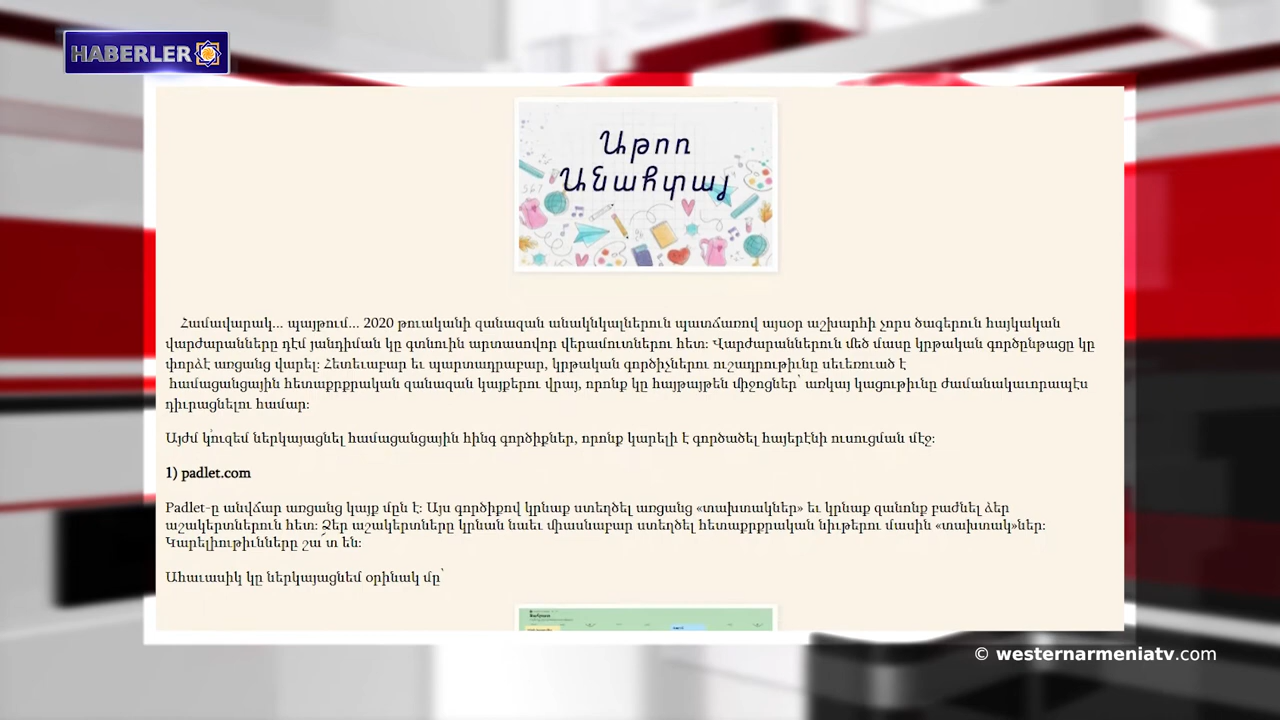 HABERLER
Աթոռ
Անահիտայ
Համավարակ... պայթում... 2020 թուականի զանազան անակնկալներուն պատճառով այսօր աշխարհի չորս ծագերուն հայկական
վարժարանները դէմ յանդիման կը գտնուին արտասովոր վերամուտներու հետ։ Վարժարաններուն մեծ մասը կրթական գործընթացը կը
փորձէ առցանց վարել։ Հետեւաբար եւ պարտադրաբար, կրթական գործիչներու ուշադրութիւնը սեւեռուած է
համացանցային հետաքրքրական զանազան կայքերու վրայ, որոնք կը հայթայթեն միջոցներ՝ առկայ կացութիւնը ժամանակաւորապէս
դիւրացնելու համար։
Այժմ կ՚ուզեմ ներկայացնել համացանցային հինգ գործիքներ, որոնք կարելի է գործածել հայերէնի ուսուցման մէջ։
1) padlet.com
Padlet-ը անվճար առցանց կայք մըն է։ Այս գործիքով կրնաք ստեղծել առցանց «տախտակներ» եւ կրնաք զանոնք բաժնել ձեր
աշակերտներուն հետ։ Ձեր աշակերտները կրնան նաեւ միասնաբար ստեղծել հետաքրքրական նիւթերու մասին «տախտակ»ներ։
Կարելիութիւնները շա՜տ են։
Ահաւասիկ կը ներկայացնեմ օրինակ մը՝
© westernarmeniatv.com